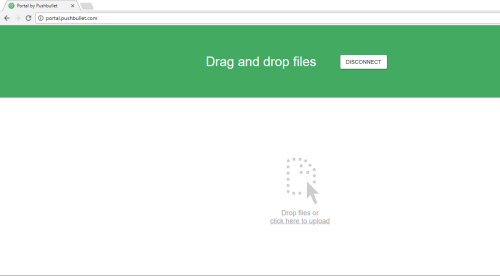 Portal by Pushbullet
portal.pushbullet.com
Drag and drop files
DISCONNECT
Drop files or
click here to upload